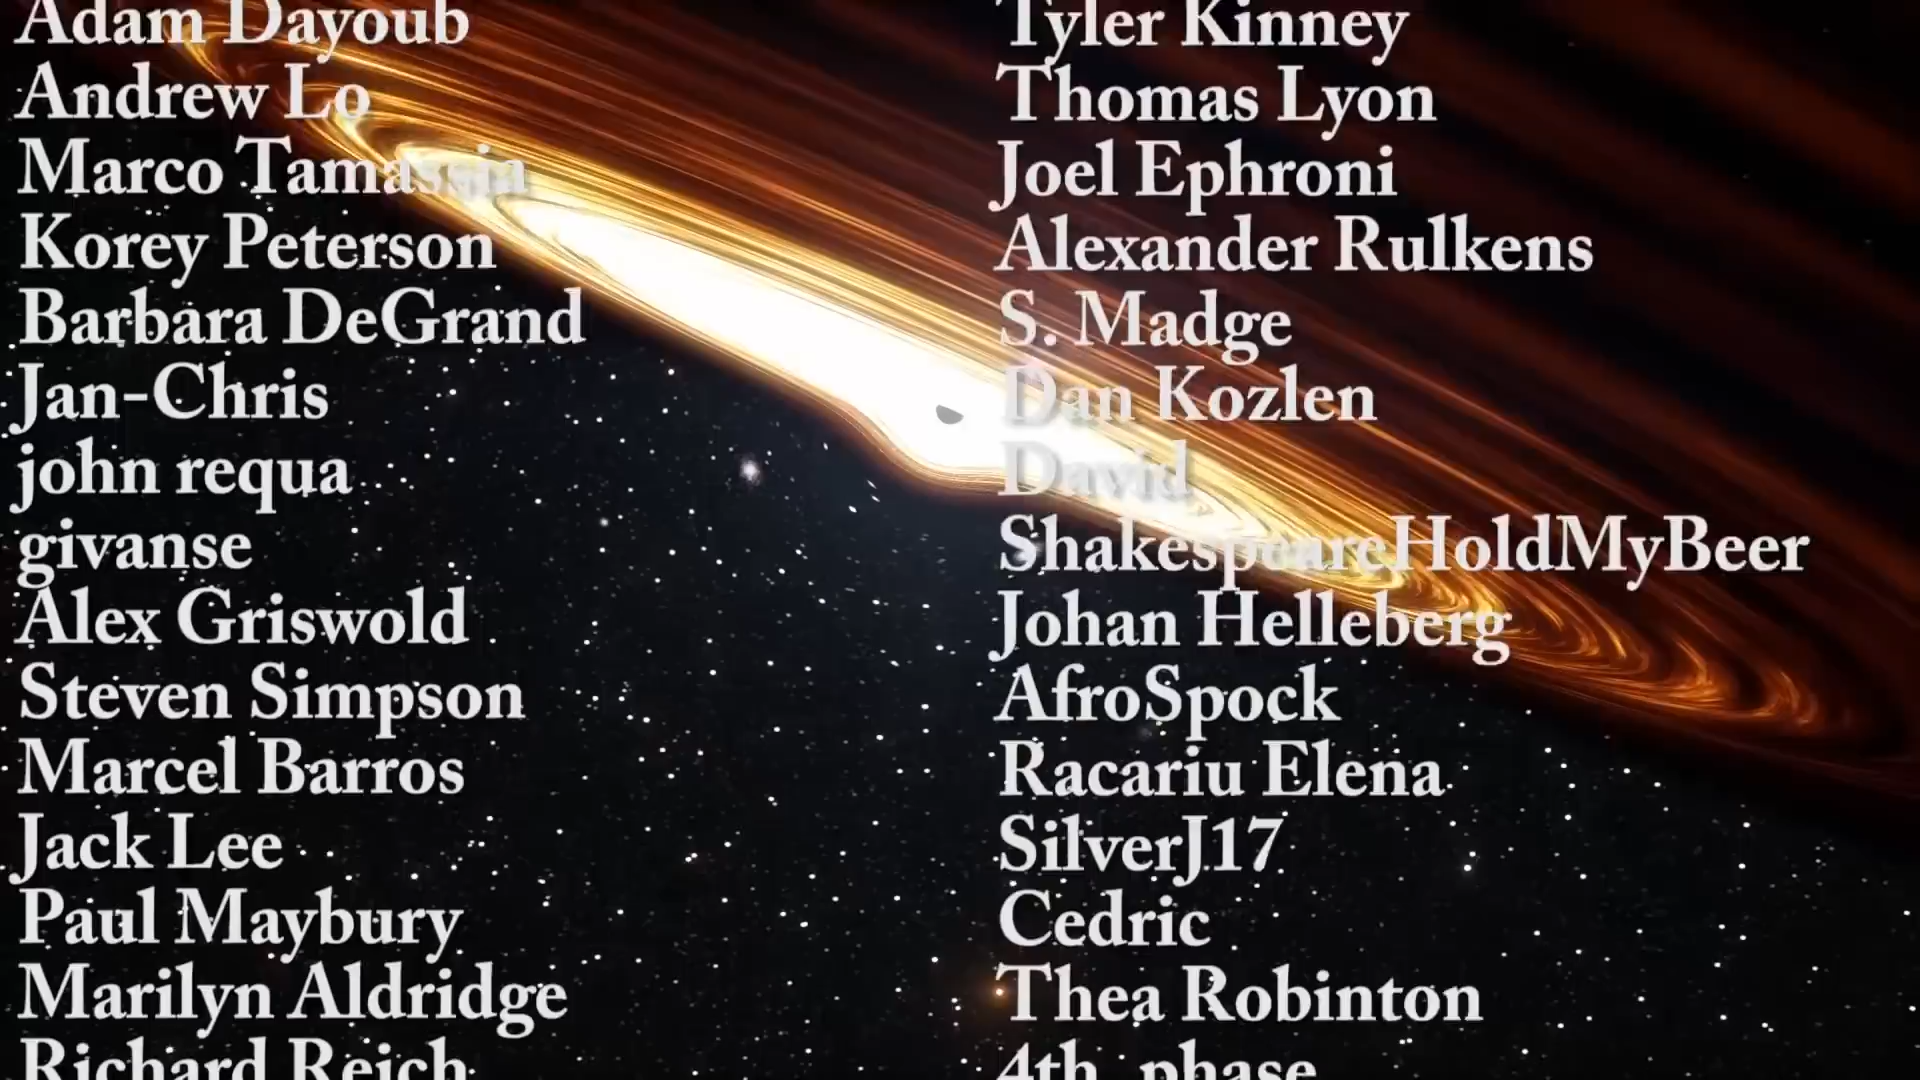 Adam Dayoub
Andrew Lo
Marco Tamassia
Korey Peterson
Barbara DeGrand
Jan-Chris
john requa
givanse
Alex Griswold
Steven Simpson
Marcel Barros
Jack Lee
Paul Maybury
Marilyn Aldridge
Richard Reich
Tyler Kinney
Thomas Lyon
Joel Ephroni
Alexander Rulkens
S. Madge
Dan Kozlen
David
ShakespeareHoldMyBeer
Johan Helleberg
AfroSpock
Racariu Elena
SilverJ17
Cedric
Thea Robinton
4th_phase